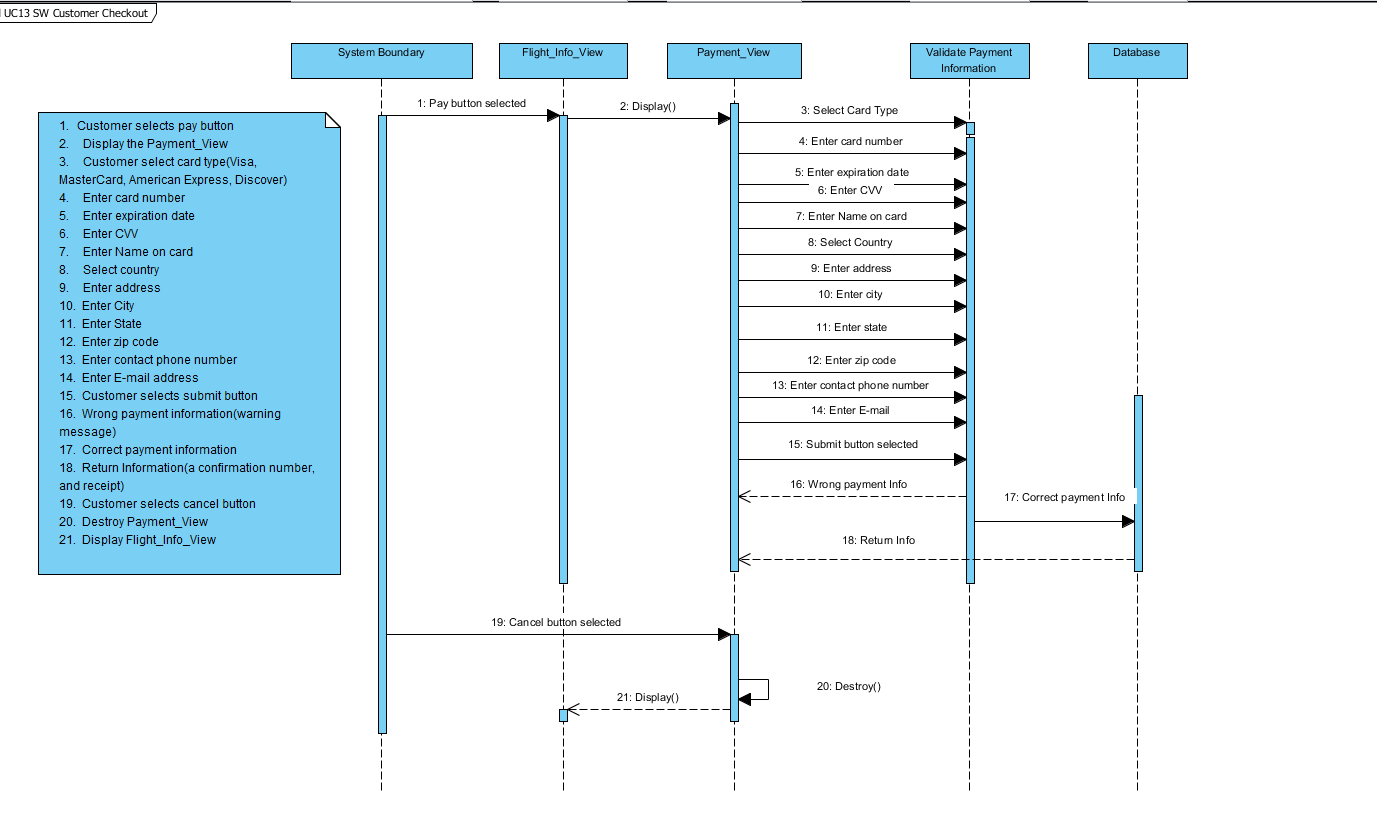 UC13 SW Customer Checkout
System Boundary
Flight_Info_View
Payment_View
Validate Payment
Information
Database
1. Customer selects pay button
2. Display the Payment_View
3. Customer select card type(Visa,
MasterCard, American Express, Discover)
4. Enter card number
5. Enter expiration date
6. Enter CVV
7. Enter Name on card
8. Select country
9. Enter address
10. Enter City
11. Enter State
12. Enter zip code
13. Enter contact phone number
14. Enter E-mail address
15. Customer selects submit button
16. Wrong payment information(warning
message)
17. Correct payment information
18. Return Information(a confirmation number,
and receipt)
19. Customer selects cancel button
20. Destroy Payment_View
21. Display Flight_Info_View
1: Pay button selected
2: Display()
3: Select Card Type
4: Enter card number
5: Enter expiration date
6: Enter CVV
7: Enter Name on card
8: Select Country
9: Enter address
10: Enter city
11: Enter state
12: Enter zip code
13: Enter contact phone number
14: Enter E-mail
15: Submit button selected
16: Wrong payment Info
17: Correct payment Info
18: Return Info
19: Cancel button selected
20: Destroy()
21: Display()